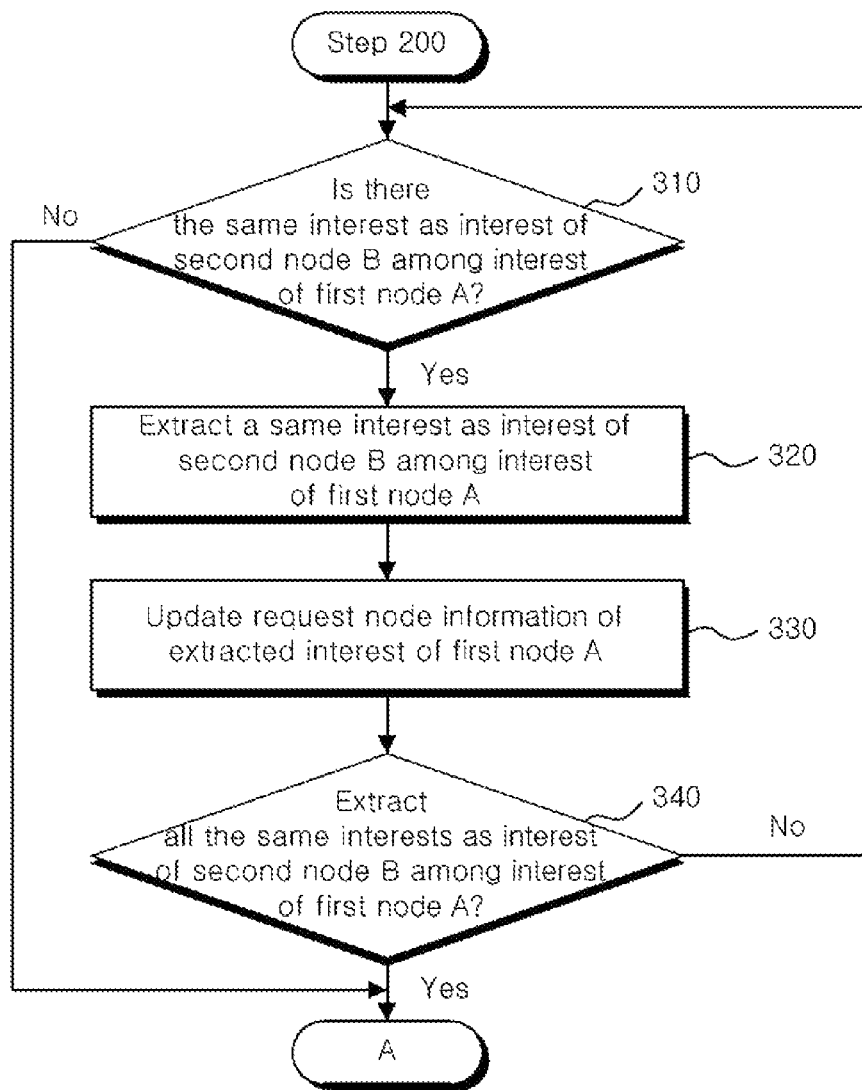 Step 200
Is there
the same interest as interest of
second node B among interest
of first node A?
310
No
Yes
Extract a same interest as interest of
second node B among interest
of first node A
320
Update request node information of
extracted interest of first node A
330
Extract
all the same interests as interest
of second node B among interest
of first node A?
340
No
Yes
A